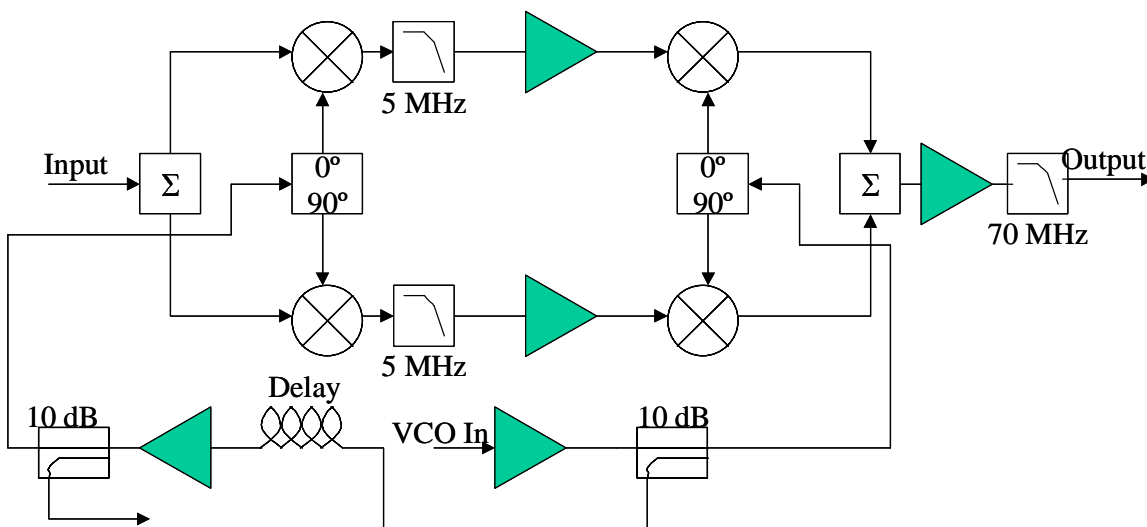 5 MHz
Input
Σ
0º
90º
0º
90º
Σ
Output
70 MHz
5 MHz
Delay
10 dB
VCO In
10 dB